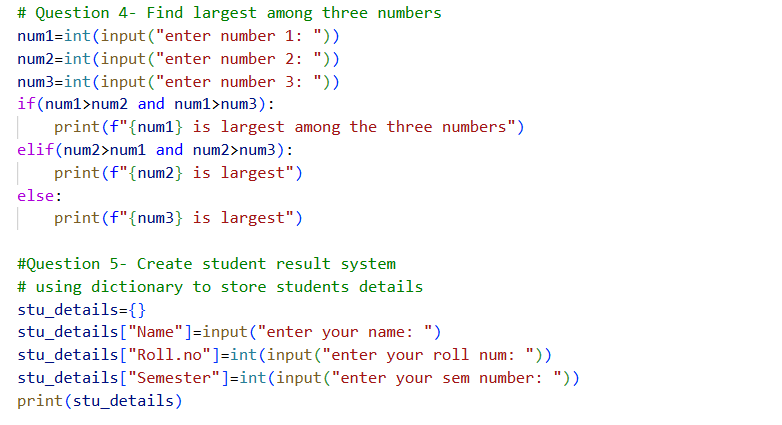 # Question 4- Find largest among three numbers
num1=int(input("enter number 1: "))
num2=int(input("enter number 2: "))
num3=int(input("enter number 3: "))
if(num1>num2 and num1>num3):
    print(f"{num1} is largest among the three numbers")
elif(num2>num1 and num2>num3):
    print(f"{num2} is largest")
else:
    print(f"{num3} is largest")

#Question 5- Create student result system
# using dictionary to store students details
stu_details={}
stu_details["Name"]=input("enter your name: ")
stu_details["Roll.no"]=int(input("enter your roll num: "))
stu_details["Semester"]=int(input("enter your sem number: "))
print(stu_details)